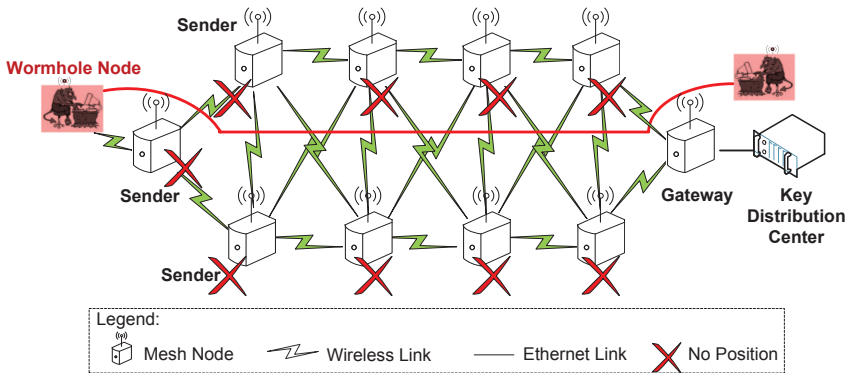 Sender
Wormhole Node
Sender
Gateway
Key
Distribution
Center
Sender
Legend:
Mesh Node
Wireless Link
Ethernet Link
No Position